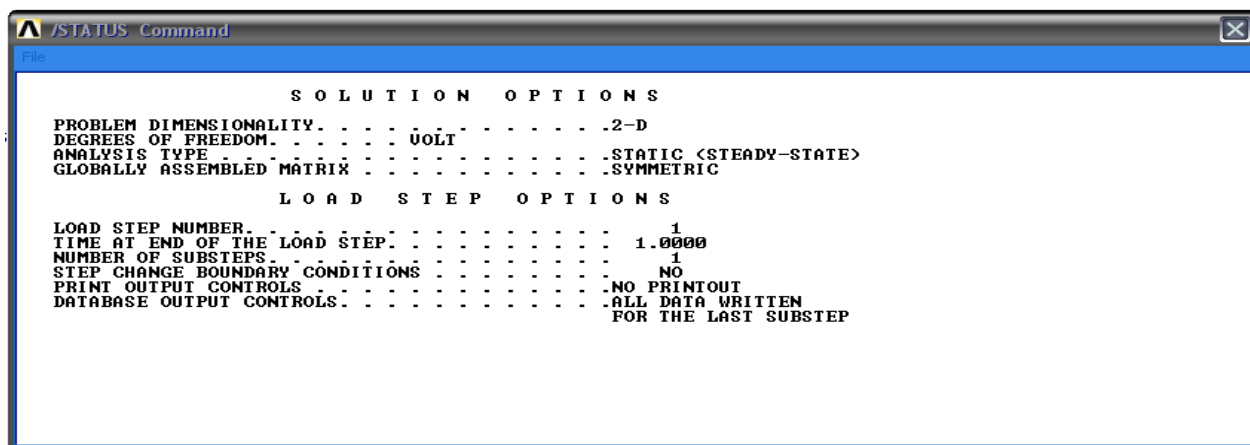 /STATUS Command
File
S O L U T I O N   O P T I O N S
PROBLEM DIMENSIONALITY. . . . . . . . . . . . .2-D
DEGREES OF FREEDOM. . . . . . VOLT
ANALYSIS TYPE . . . . . . . . . . . . . . . . .STATIC (STEADY-STATE)
GLOBALLY ASSEMBLED MATRIX . . . . . . . . . . .SYMMETRIC
L O A D   S T E P   O P T I O N S
LOAD STEP NUMBER. . . . . . . . . . . . . . . . 1
TIME AT END OF THE LOAD STEP. . . . . . . . . . 1.0000
NUMBER OF SUBSTEPS. . . . . . . . . . . . . . . 1
STEP CHANGE BOUNDARY CONDITIONS . . . . . . . . NO
PRINT OUTPUT CONTROLS . . . . . . . . . . . . .NO PRINTOUT
DATABASE OUTPUT CONTROLS. . . . . . . . . . . .ALL DATA WRITTEN
FOR THE LAST SUBSTEP